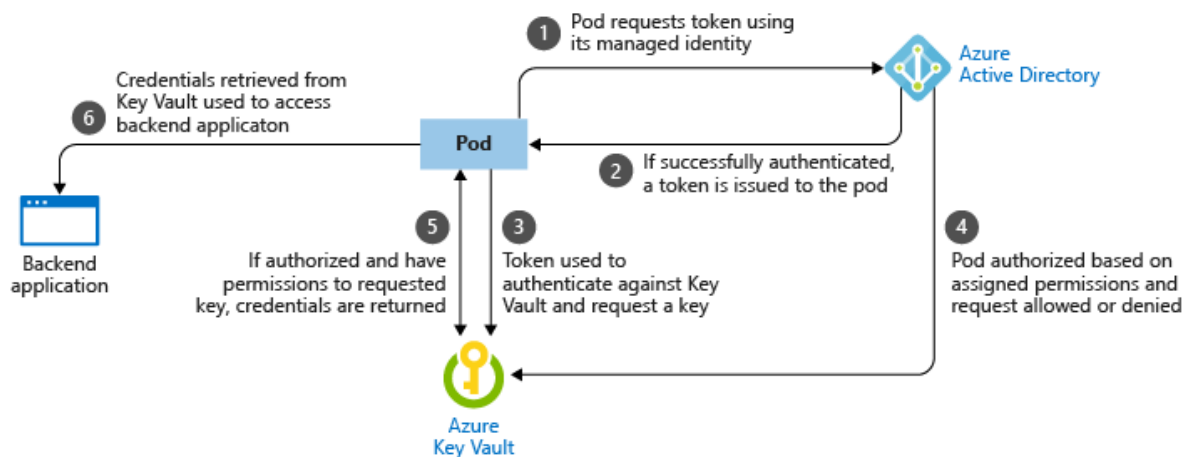 1
Pod requests token using
its managed identity
Azure
Active Directory
Credentials retrieved from
Key Vault used to access
backend applicaton
6
Pod
2
If successfully authenticated,
a token is issued to the pod
Backend
application
5
If authorized and have
permissions to requested
key, credentials are returned
3
Token used to
authenticate against Key
Vault and request a key
4
Pod authorized based on
assigned permissions and
request allowed or denied
Azure
Key Vault